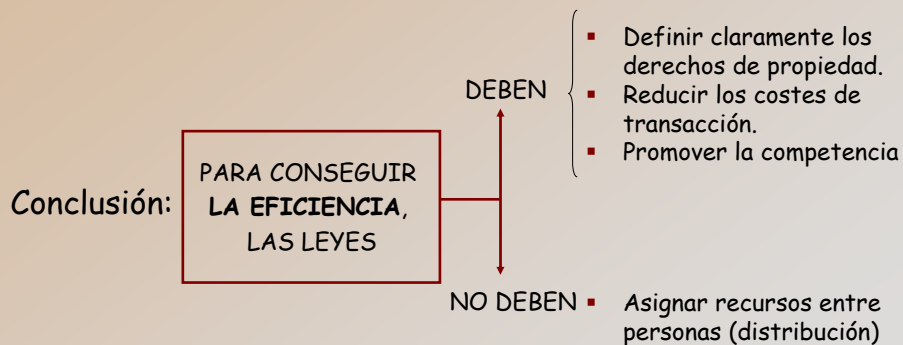 Conclusión:
PARA CONSEGUIR
LA EFICIENCIA,
LAS LEYES
DEBEN
▪ Definir claramente los
derechos de propiedad.
▪ Reducir los costes de
transacción.
▪ Promover la competencia
NO DEBEN
▪ Asignar recursos entre
personas (distribución)